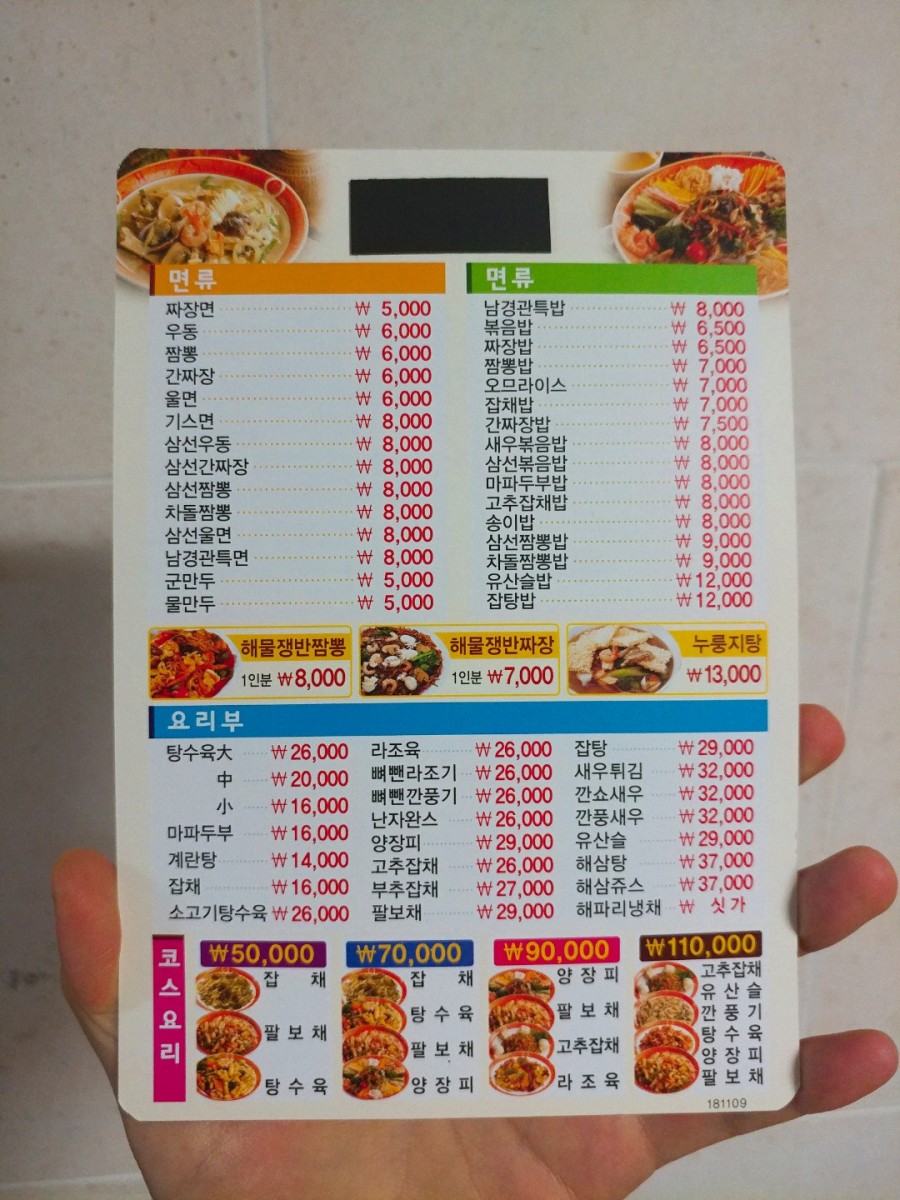 면류
짜장면 ₩ 5,000
우동 ₩ 6,000
짬뽕 ₩ 6,000
간짜장 ₩ 6,000
울면 ₩ 6,000
기스면 ₩ 8,000
삼선우동 ₩ 8,000
삼선간짜장 ₩ 8,000
삼선짬뽕 ₩ 8,000
차돌짬뽕 ₩ 8,000
삼선울면 ₩ 8,000
남경관특면 ₩ 8,000
군만두 ₩ 5,000
물만두 ₩ 5,000
면류
남경관특밥 ₩ 8,000
볶음밥 ₩ 6,500
짜장밥 ₩ 6,500
짬뽕밥 ₩ 7,000
오므라이스 ₩ 7,000
잡채밥 ₩ 7,000
간짜장밥 ₩ 7,500
새우볶음밥 ₩ 8,000
삼선볶음밥 ₩ 8,000
마파두부밥 ₩ 8,000
고추잡채밥 ₩ 8,000
송이밥 ₩ 8,000
삼선짬뽕밥 ₩ 9,000
차돌짬뽕밥 ₩ 9,000
유산슬밥 ₩12,000
잡탕밥 ₩12,000
해물쟁반짬뽕
1인분 ₩8,000
해물쟁반짜장
1인분 ₩7,000
누룽지탕
₩13,000
요리부
탕수육大 ₩26,000
中 ₩20,000
小 ₩16,000
마파두부 ₩16,000
계란탕 ₩14,000
잡채 ₩16,000
소고기탕수육 ₩26,000
라조육 ₩26,000
뼈뺀라조기 ₩26,000
뼈뺀깐풍기 ₩26,000
난자완스 ₩26,000
양장피 ₩29,000
고추잡채 ₩26,000
부추잡채 ₩27,000
팔보채 ₩29,000
잡탕 ₩29,000
새우튀김 ₩32,000
깐쇼새우 ₩32,000
깐풍새우 ₩32,000
유산슬 ₩29,000
해삼탕 ₩37,000
해삼쥬스 ₩37,000
해파리냉채 ₩ 싯가
코스요리
₩50,000
잡 채
팔보채
탕수육
₩70,000
잡 채
탕수육
팔보채
양장피
₩90,000
양장피
팔보채
고추잡채
라조육
₩110,000
고추잡채
유산슬
깐풍기
탕수육
양장피
팔보채
181109